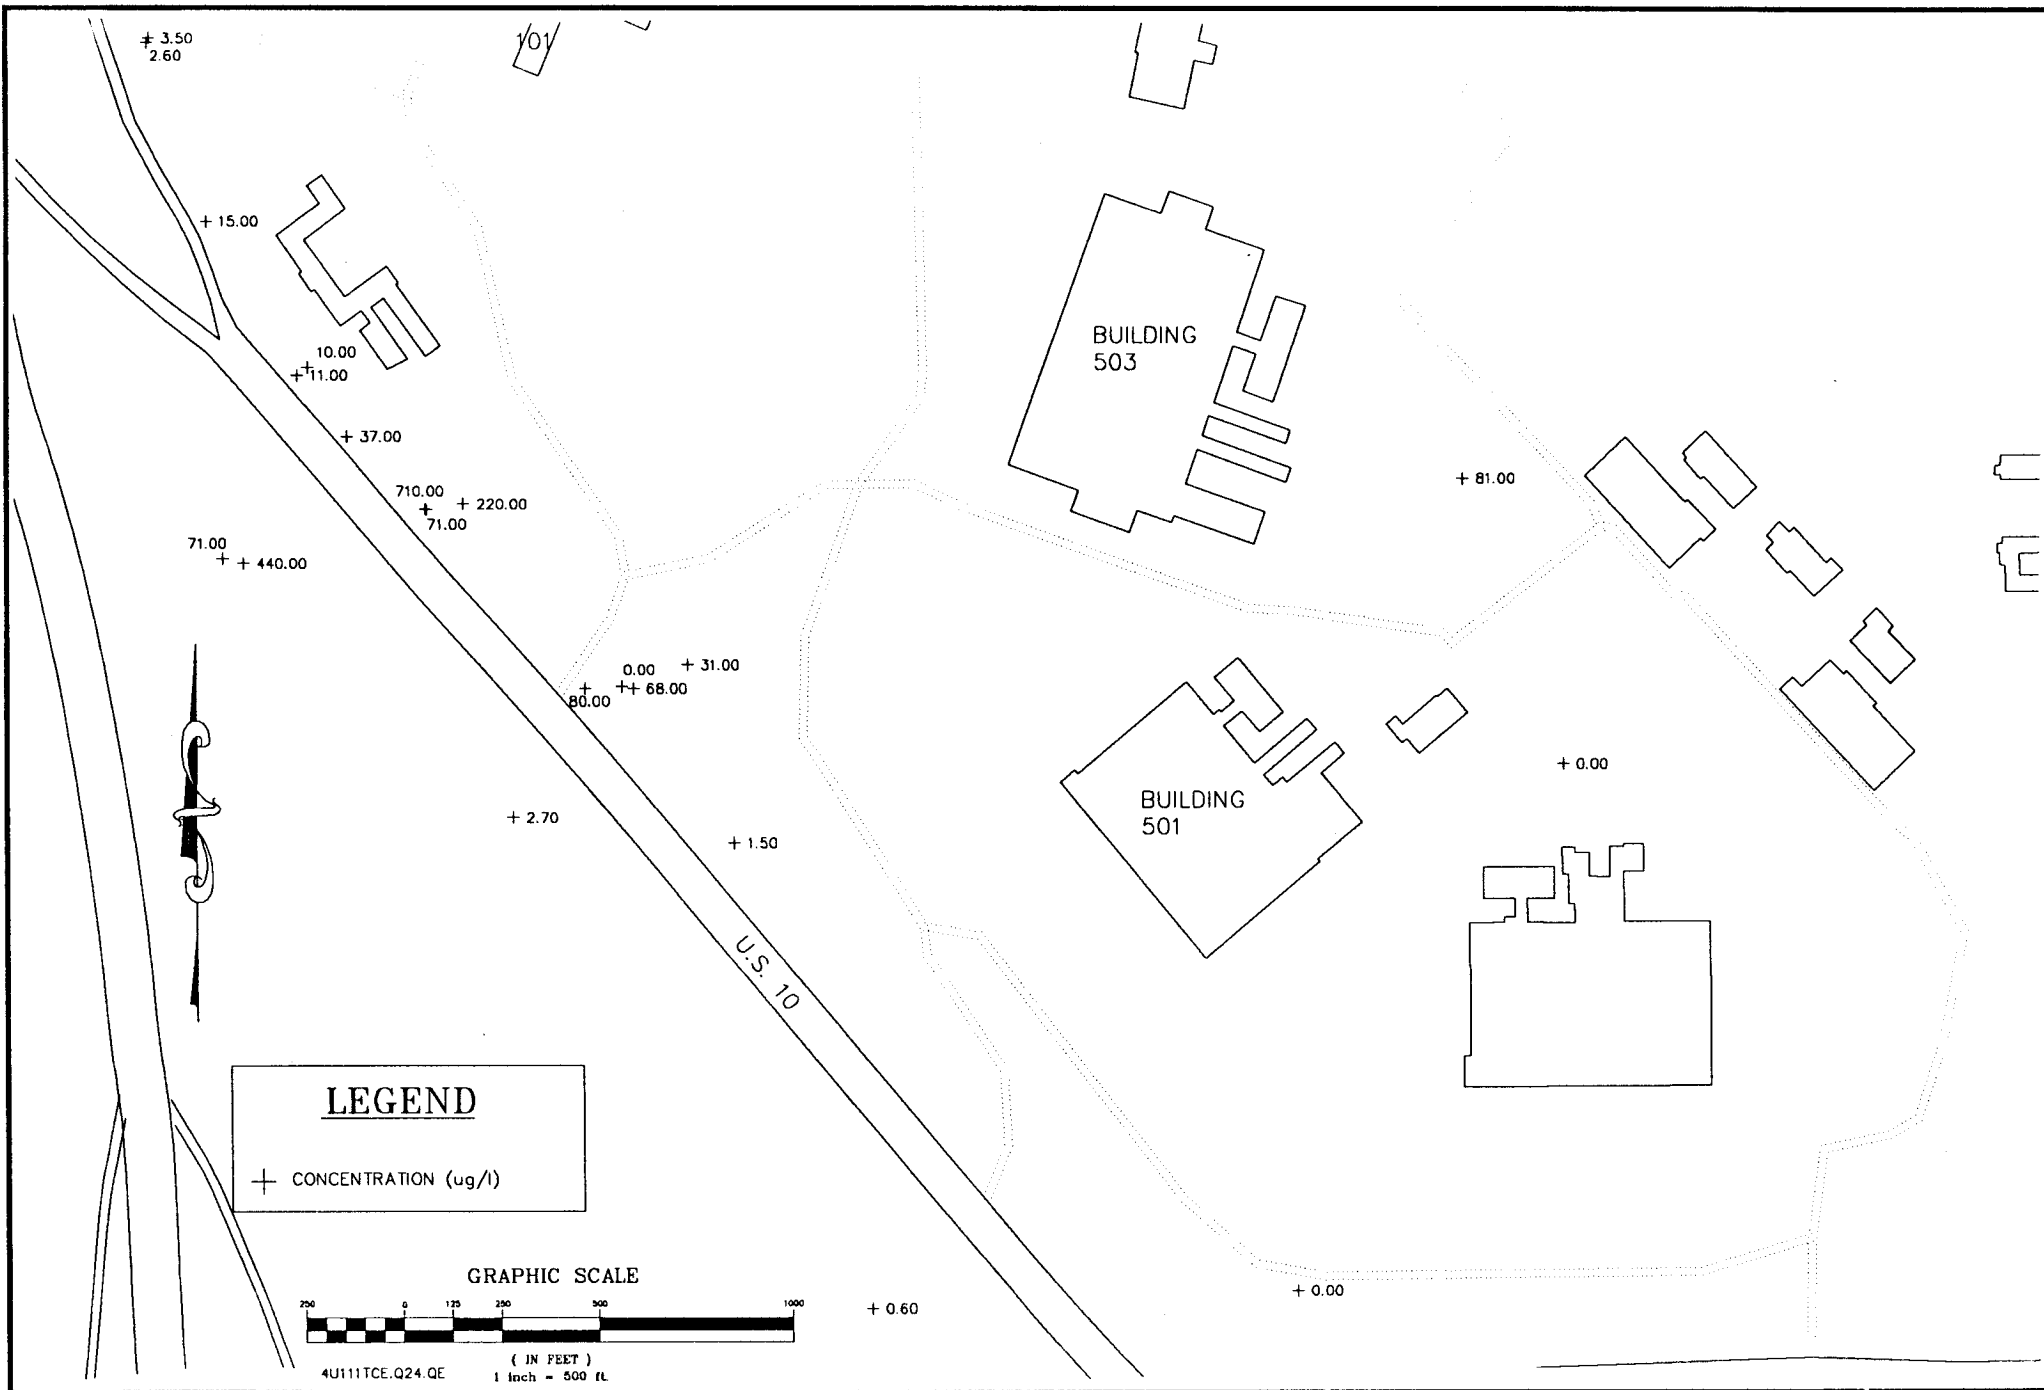 + 3.50
2.60
101
+ 15.00
10.00
+ 11.00
+ 37.00
BUILDING
503
710.00
+ 220.00
71.00
+ 81.00
71.00
+ 440.00
0.00
+ 31.00
+ 68.00
80.00
+ 0.00
BUILDING
501
+ 2.70
+ 1.50
U.S. 10
LEGEND
+ CONCENTRATION (ug/l)
GRAPHIC SCALE
250 0 125 250 500 1000
+ 0.60
+ 0.00
( IN FEET )
1 inch = 500 ft.
4U111TCE.Q24.QE